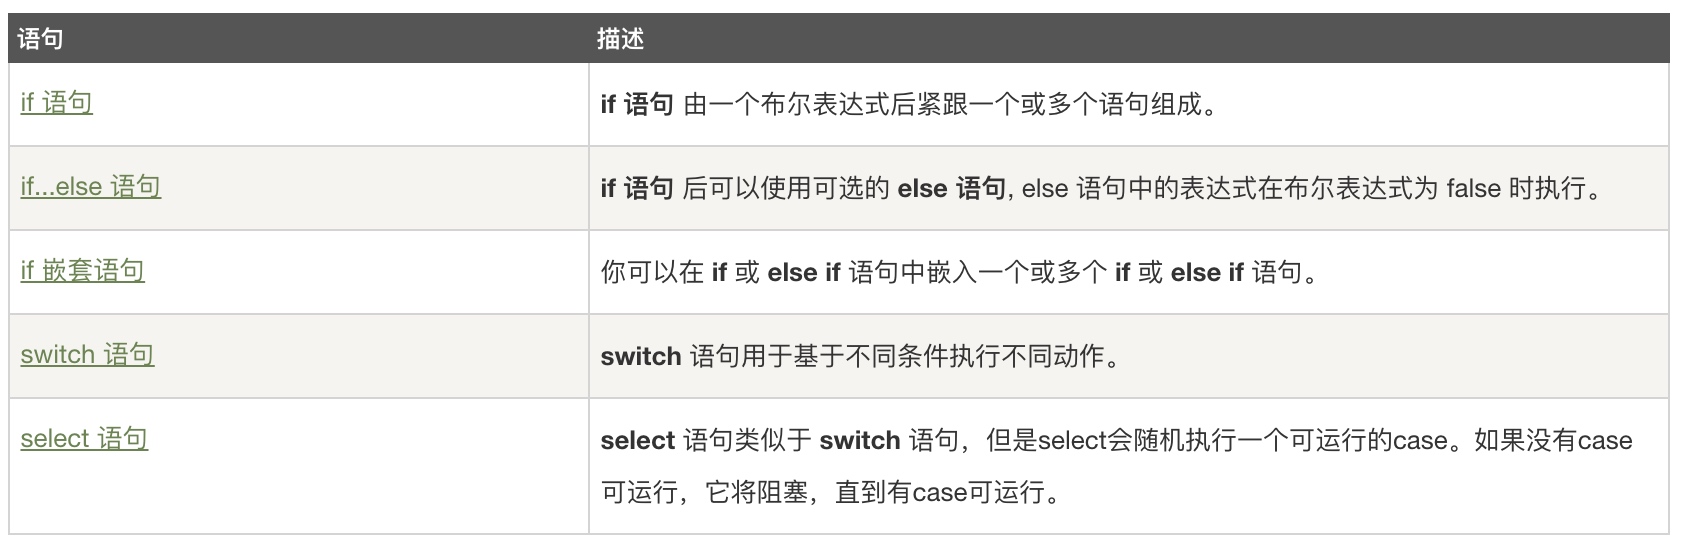 语句 描述
if 语句 if 语句 由一个布尔表达式后紧跟一个或多个语句组成。
if...else 语句 if 语句 后可以使用可选的 else 语句, else 语句中的表达式在布尔表达式为 false 时执行。
if 嵌套语句 你可以在 if 或 else if 语句中嵌入一个或多个 if 或 else if 语句。
switch 语句 switch 语句用于基于不同条件执行不同动作。
select 语句 select 语句类似于 switch 语句，但是select会随机执行一个可运行的case。如果没有case
可运行，它将阻塞，直到有case可运行。